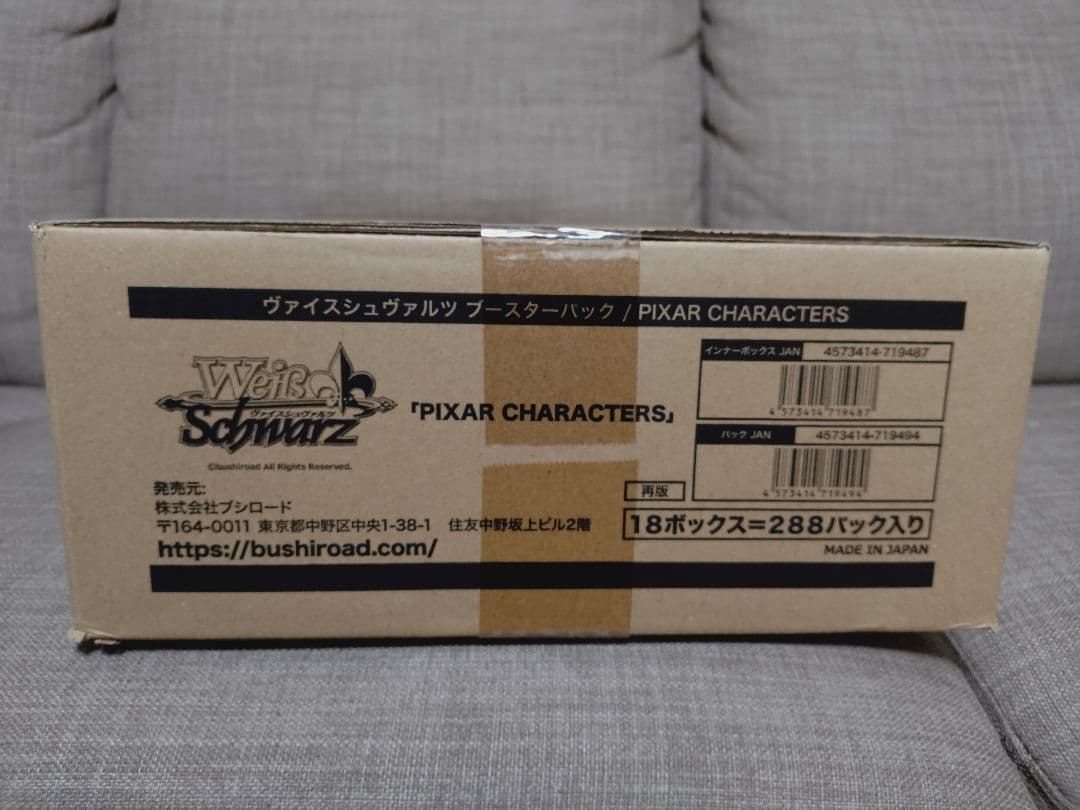 ヴァイスシュヴァルツ ブースターパック / PIXAR CHARACTERS
Weiß Schwarz
ヴァイスシュヴァルツ
©bushiroad All Rights Reserved.
「PIXAR CHARACTERS」
インナーボックス JAN 4573414-719487
4 573414 719487
パック JAN 4573414-719494
4 573414 719494
発売元:
株式会社ブシロード
〒164-0011 東京都中野区中央1-38-1 住友中野坂上ビル2階
https://bushiroad.com/
再版
18ボックス=288パック入り
MADE IN JAPAN